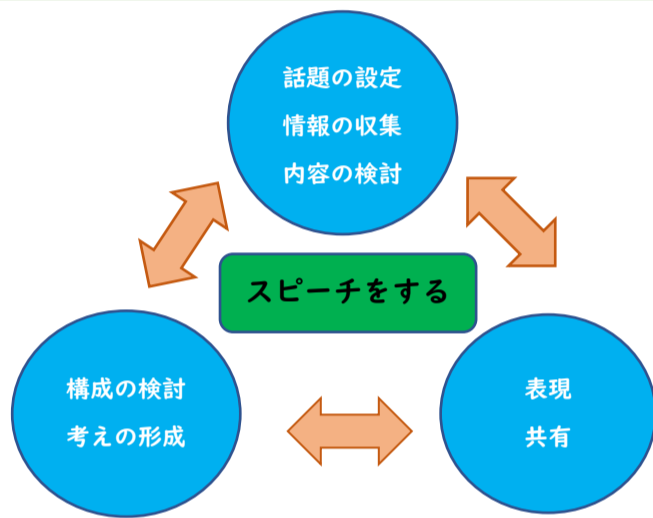 話題の設定
情報の収集
内容の検討
スピーチをする
構成の検討
考えの形成
表現
共有